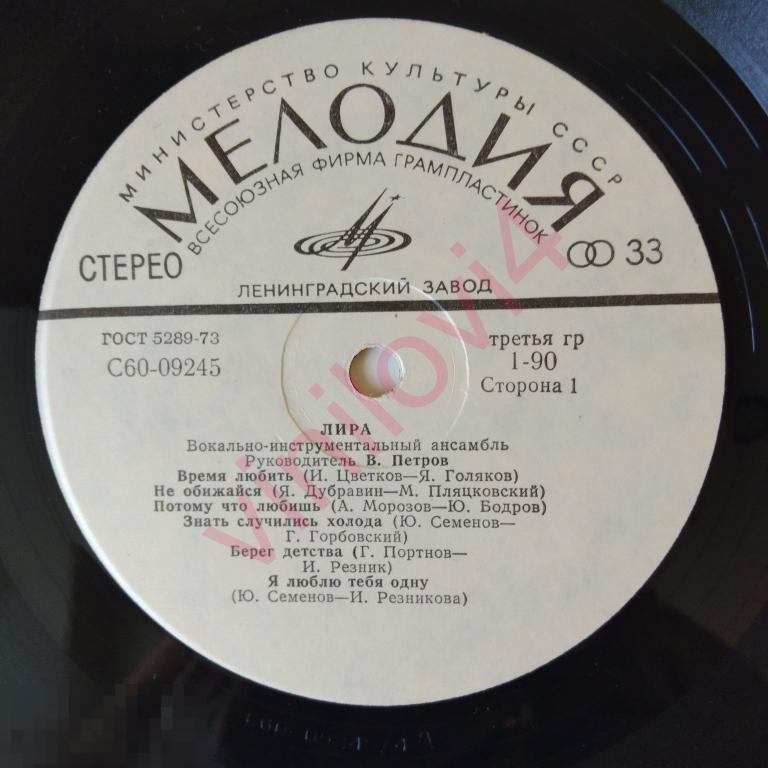 МИНИСТЕРСТВО КУЛЬТУРЫ СССР
МЕЛОДИЯ
ВСЕСОЮЗНАЯ ФИРМА ГРАМПЛАСТИНОК
СТЕРЕО
33
ЛЕНИНГРАДСКИЙ ЗАВОД
ГОСТ 5289-73
третья гр
С60-09245
1-90
Сторона 1
ЛИРА
Вокально-инструментальный ансамбль
Руководитель В. Петров
Время любить (И. Цветков—Я. Голяков)
Не обижайся (Я. Дубравин—М. Пляцковский)
Потому что любишь (А. Морозов—Ю. Бодров)
Знать случились холода (Ю. Семенов—
Г. Горбовский)
Берег детства (Г. Портнов—
И. Резник)
Я люблю тебя одну
(Ю. Семенов—И. Резникова)
vinilovi4